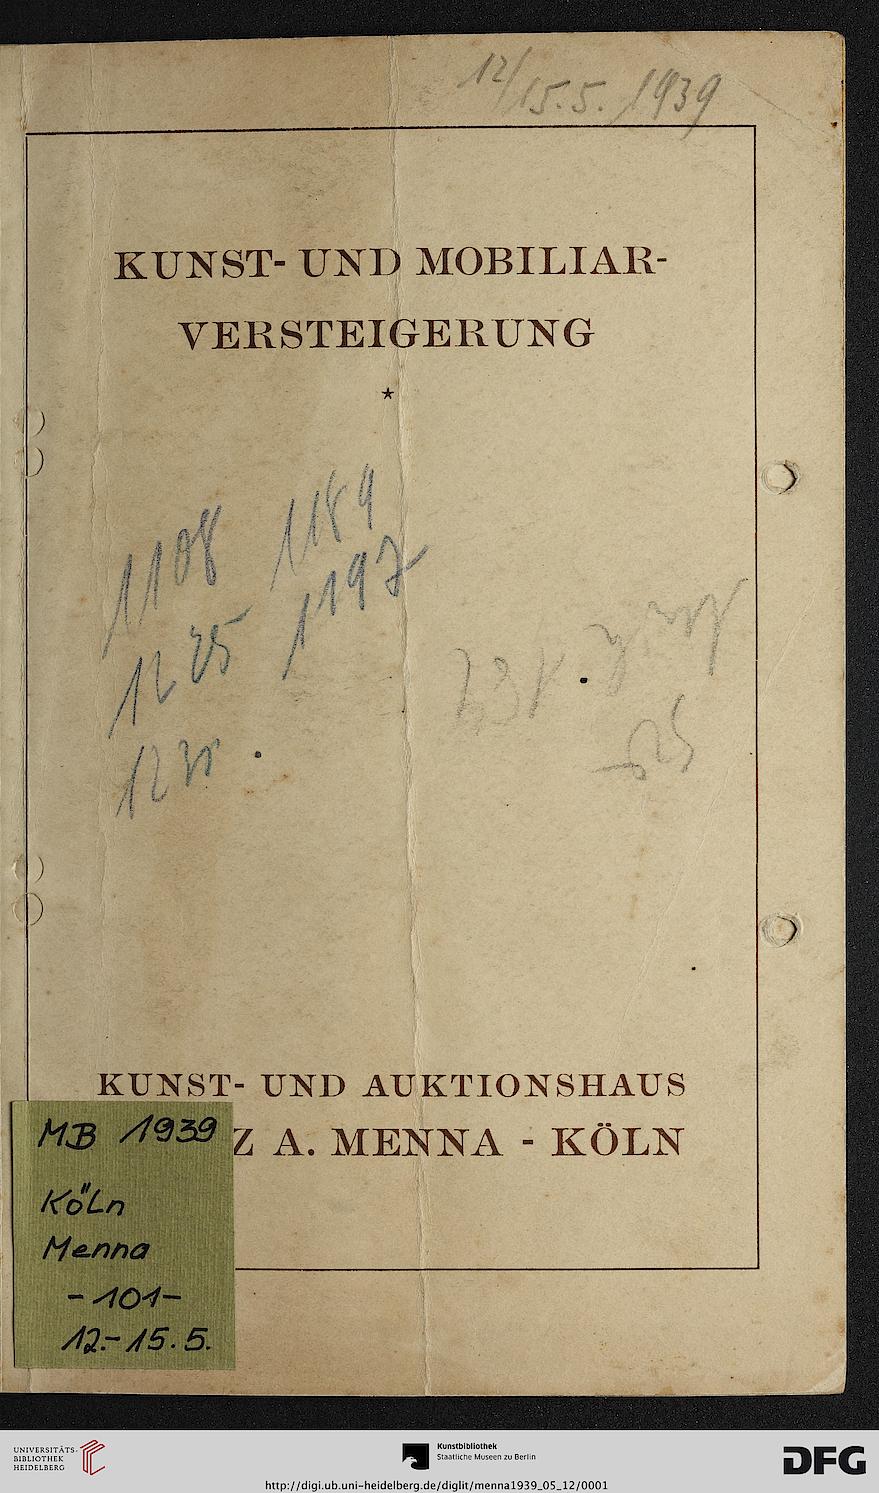 12/15.5.1939
KUNST- UND MOBILIAR-
VERSTEIGERUNG
1108 1189
1197
KUNST- UND AUKTIONSHAUS
Z A. MENNA - KÖLN
MB 1939
Köln
Menna
-101-
12.-15.5.
UNIVERSITÄTS-
BIBLIOTHEK
HEIDELBERG
Kunstbibliothek
Staatliche Museen zu Berlin
DFG
http://digi.ub.uni-heidelberg.de/diglit/menna1939_05_12/0001